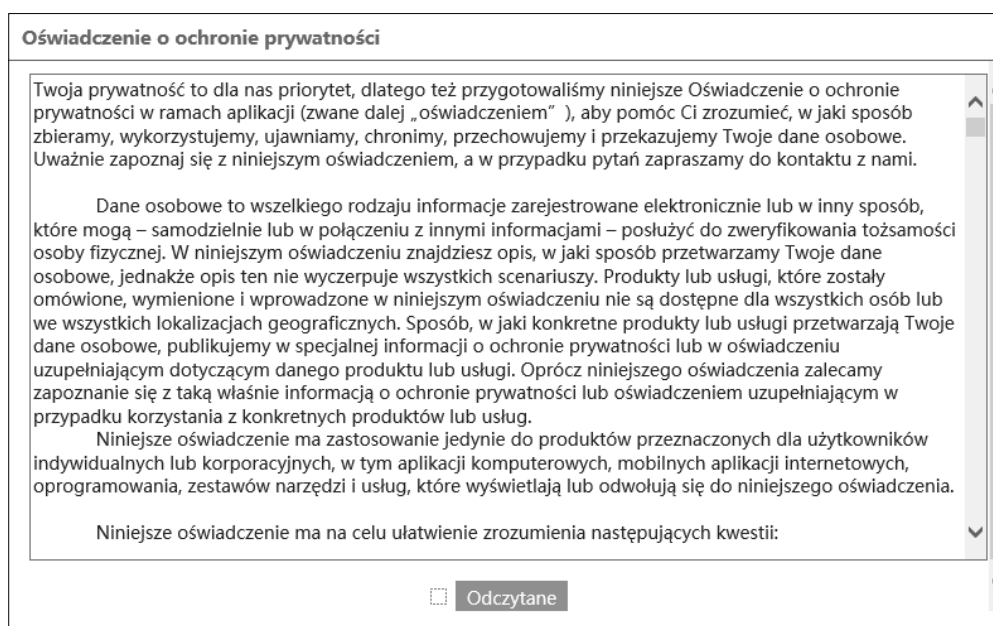 Oświadczenie o ochronie prywatności
Twoja prywatność to dla nas priorytet, dlatego też przygotowaliśmy niniejsze Oświadczenie o ochronie
prywatności w ramach aplikacji (zwane dalej „oświadczeniem” ), aby pomóc Ci zrozumieć, w jaki sposób
zbieramy, wykorzystujemy, ujawniamy, chronimy, przechowujemy i przekazujemy Twoje dane osobowe.
Uważnie zapoznaj się z niniejszym oświadczeniem, a w przypadku pytań zapraszamy do kontaktu z nami.
Dane osobowe to wszelkiego rodzaju informacje zarejestrowane elektronicznie lub w inny sposób,
które mogą – samodzielnie lub w połączeniu z innymi informacjami – posłużyć do zweryfikowania tożsamości
osoby fizycznej. W niniejszym oświadczeniu znajdziesz opis, w jaki sposób przetwarzamy Twoje dane
osobowe, jednakże opis ten nie wyczerpuje wszystkich scenariuszy. Produkty lub usługi, które zostały
omówione, wymienione i wprowadzone w niniejszym oświadczeniu nie są dostępne dla wszystkich osób lub
we wszystkich lokalizacjach geograficznych. Sposób, w jaki konkretne produkty lub usługi przetwarzają Twoje
dane osobowe, publikujemy w specjalnej informacji o ochronie prywatności lub w oświadczeniu
uzupełniającym dotyczącym danego produktu lub usługi. Oprócz niniejszego oświadczenia zalecamy
zapoznanie się z taką właśnie informacją o ochronie prywatności lub oświadczeniem uzupełniającym w
przypadku korzystania z konkretnych produktów lub usług.
Niniejsze oświadczenie ma zastosowanie jedynie do produktów przeznaczonych dla użytkowników
indywidualnych lub korporacyjnych, w tym aplikacji komputerowych, mobilnych aplikacji internetowych,
oprogramowania, zestawów narzędzi i usług, które wyświetlają lub odwołują się do niniejszego oświadczenia.
Niniejsze oświadczenie ma na celu ułatwienie zrozumienia następujących kwestii:
Odczytane